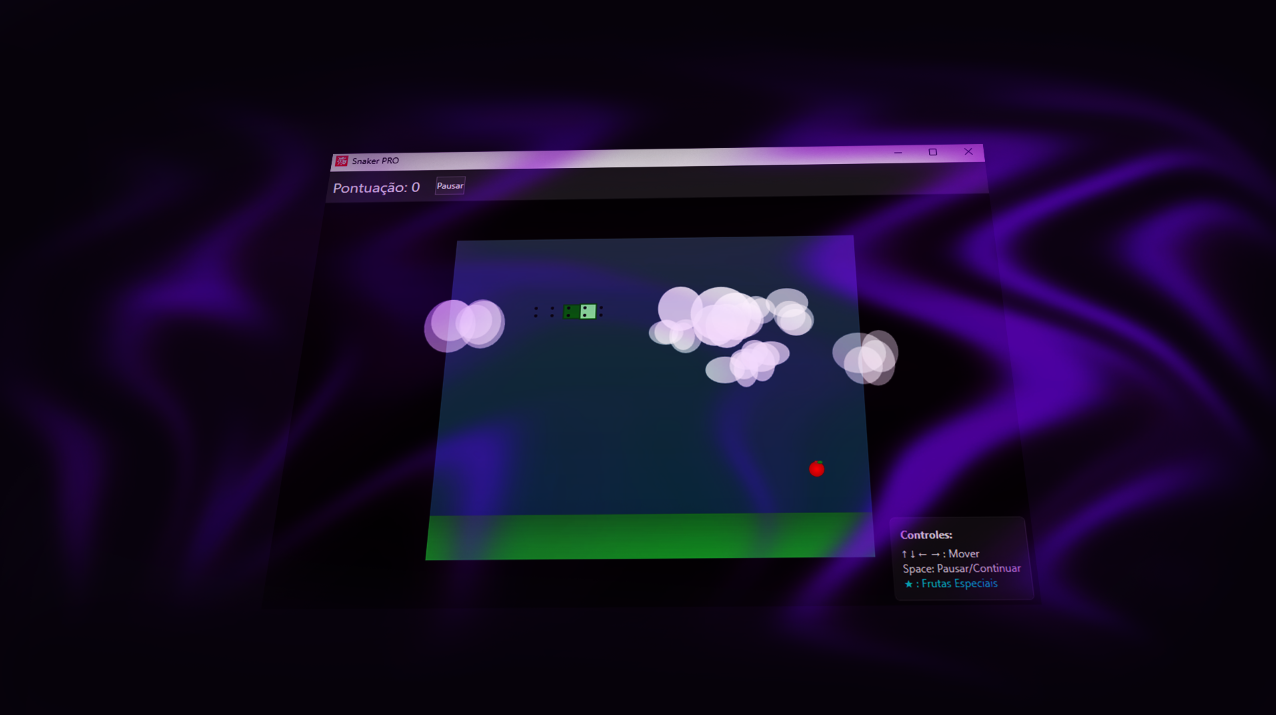 Snaker PRO
Pontuação: 0 Pausar
Controles:
↑ ↓ ← → : Mover
Space: Pausar/Continuar
★ : Frutas Especiais